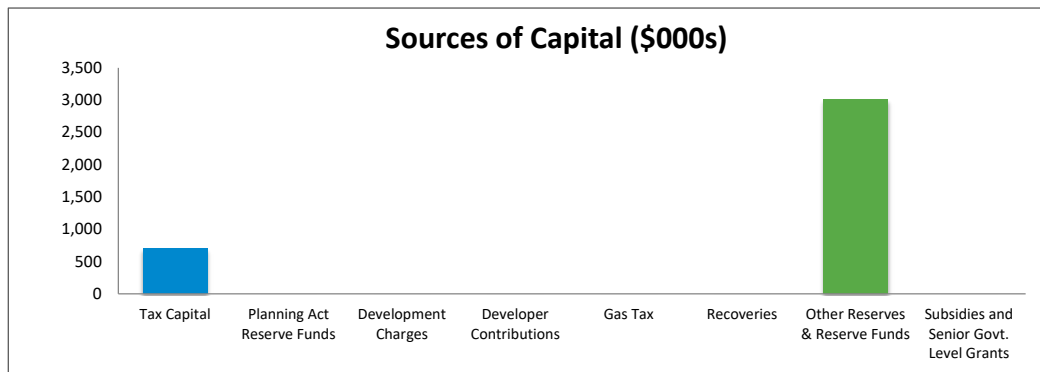 Sources of Capital ($000s)
3,500
3,000
2,500
2,000
1,500
1,000
500
0
Tax Capital
Planning Act
Reserve Funds
Development
Charges
Developer
Contributions
Gas Tax
Recoveries
Other Reserves
& Reserve Funds
Subsidies and
Senior Govt.
Level Grants